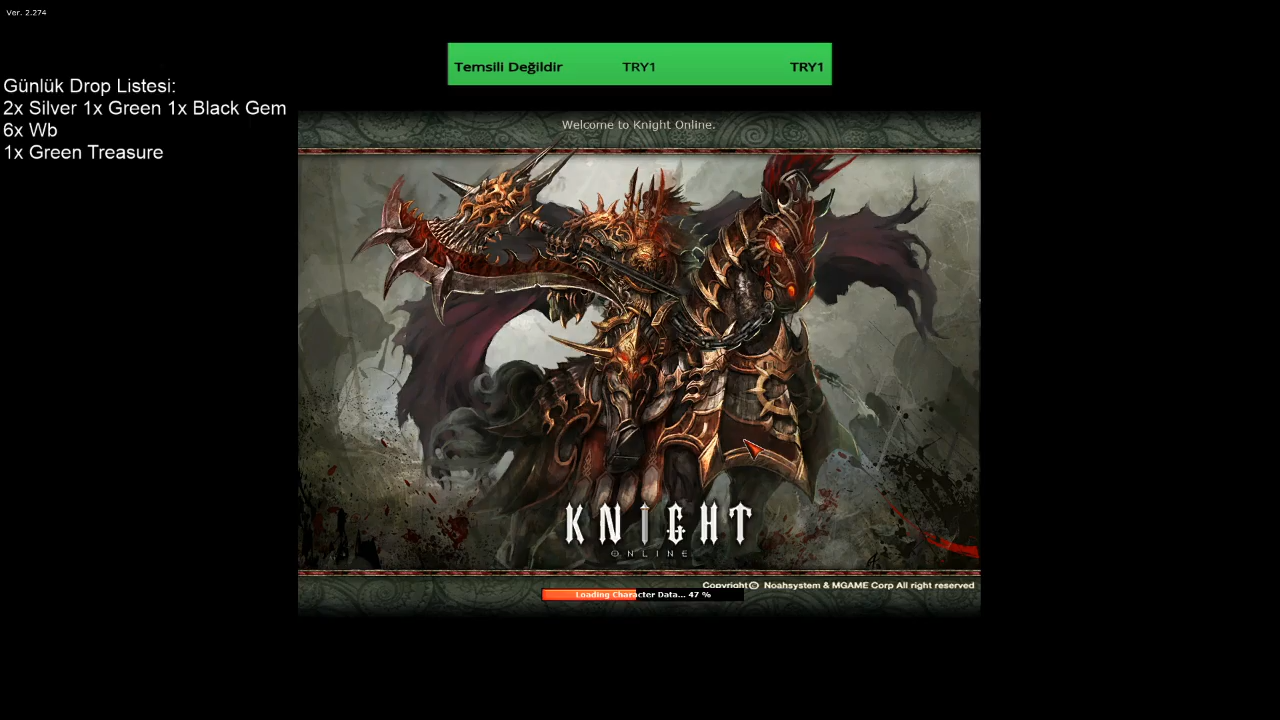 Ver. 2.274
Temsili Değildir TRY1 TRY1
Günlük Drop Listesi:
2x Silver 1x Green 1x Black Gem
6x Wb
1x Green Treasure
Welcome to Knight Online.
KNIGHT
ONLINE
Copyright© Noahsystem & MGAME Corp All right reserved
Loading Character Data... 47 %